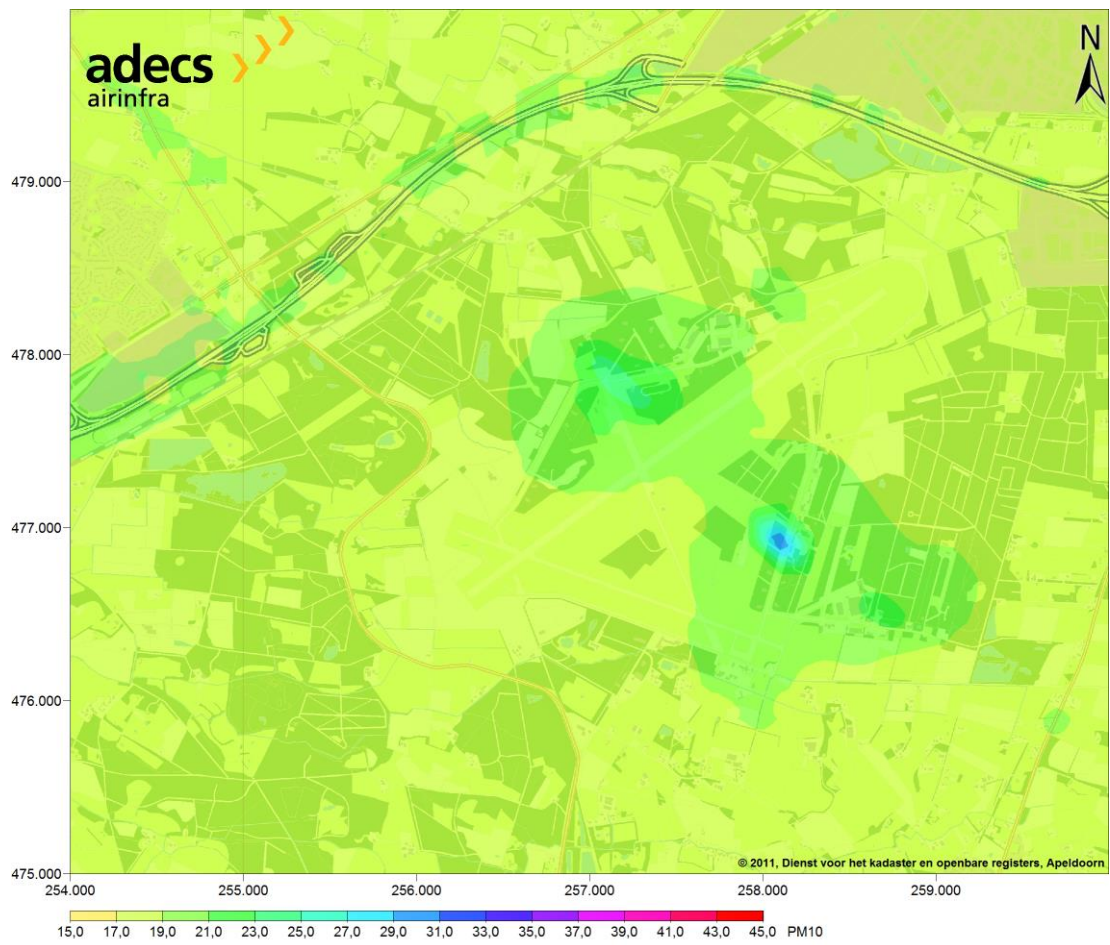 adecs
airinfra
N
479.000
478.000
477.000
476.000
475.000
© 2011, Dienst voor het kadaster en openbare registers, Apeldoorn
254.000 255.000 256.000 257.000 258.000 259.000
15,0 17,0 19,0 21,0 23,0 25,0 27,0 29,0 31,0 33,0 35,0 37,0 39,0 41,0 43,0 45,0 PM10